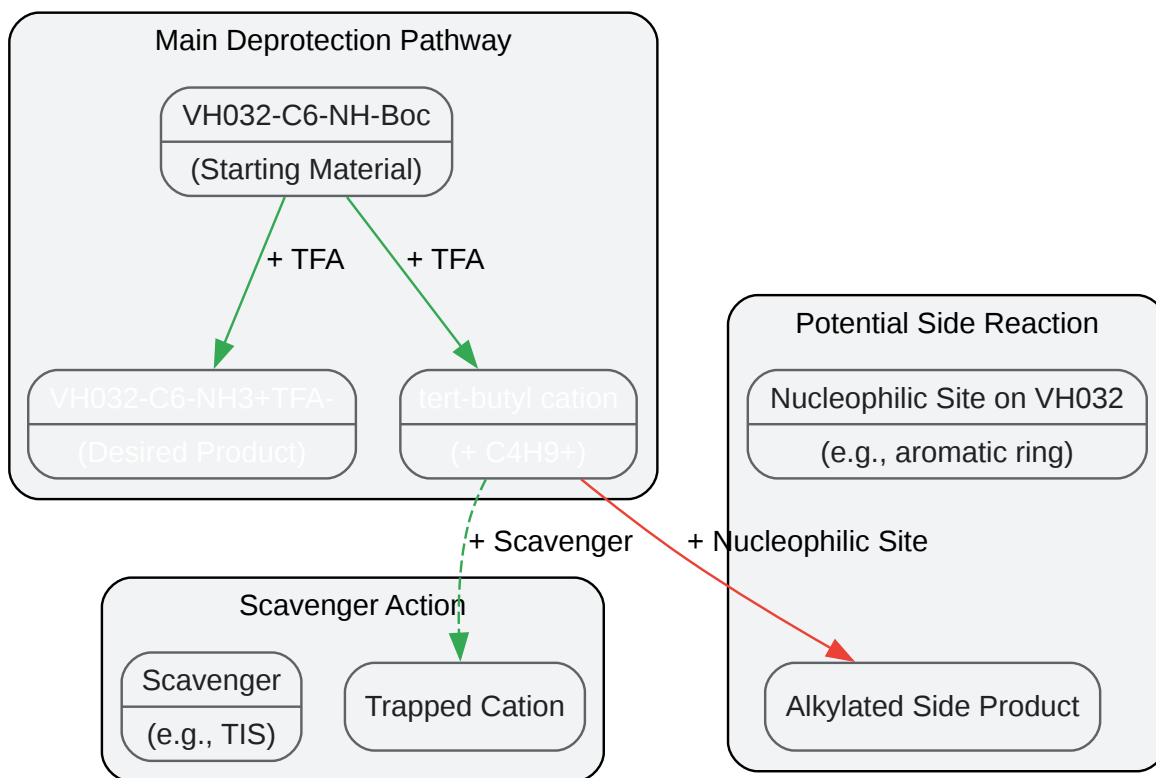 Main Deprotection Pathway
VH032-C6-NH-Boc
(Starting Material)
+ TFA
+ TFA
VH032-C6-NH3+TFA-
(Desired Product)
tert-butyl cation
(+ C4H9+)
Potential Side Reaction
Nucleophilic Site on VH032
(e.g., aromatic ring)
+ Scavenger
+ Nucleophilic Site
Scavenger Action
Scavenger
(e.g., TIS)
Trapped Cation
Alkylated Side Product